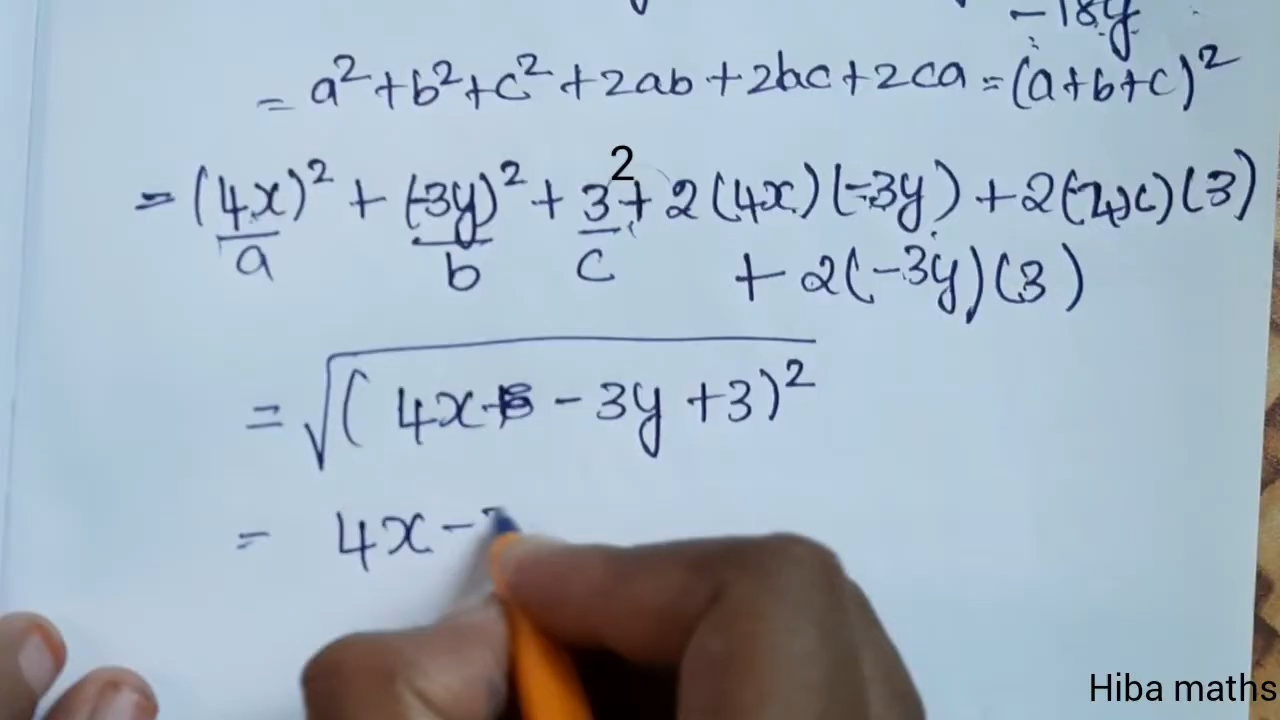 -18y
= a²+b²+c²+2ab+2bc+2ca=(a+b+c)²
= (4x)² + (-3y)² + 3²+ 2(4x)(-3y) +2(4x)(3)
a b c + 2(-3y)(3)
= √(4x - 3y +3)²
= 4x-
Hiba maths